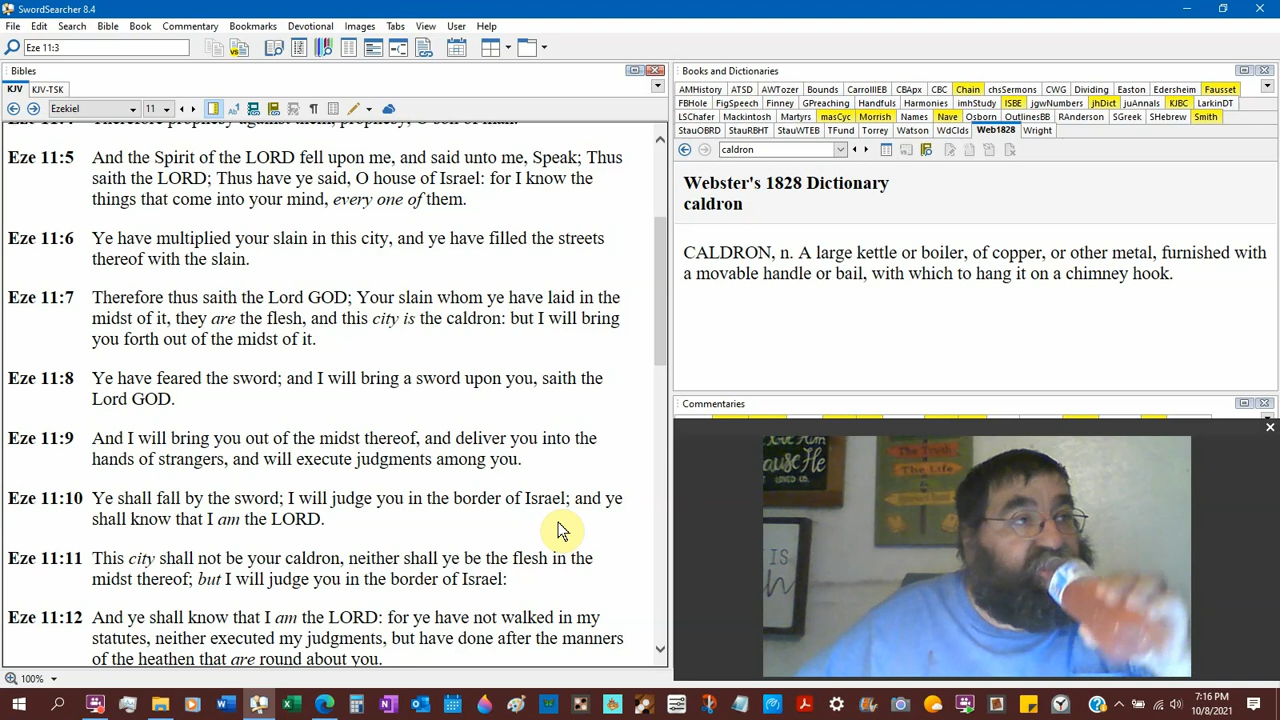 SwordSearcher 8.4
File Edit Search Bible Book Commentary Bookmarks Devotional Images Tabs View User Help
Eze 11:3
Bibles
KJV KJV-TSK
Ezekiel 11
Eze 11:5 And the Spirit of the LORD fell upon me, and said unto me, Speak; Thus
saith the LORD; Thus have ye said, O house of Israel: for I know the
things that come into your mind, every one of them.
Eze 11:6 Ye have multiplied your slain in this city, and ye have filled the streets
thereof with the slain.
Eze 11:7 Therefore thus saith the Lord GOD; Your slain whom ye have laid in the
midst of it, they are the flesh, and this city is the caldron: but I will bring
you forth out of the midst of it.
Eze 11:8 Ye have feared the sword; and I will bring a sword upon you, saith the
Lord GOD.
Eze 11:9 And I will bring you out of the midst thereof, and deliver you into the
hands of strangers, and will execute judgments among you.
Eze 11:10 Ye shall fall by the sword; I will judge you in the border of Israel; and ye
shall know that I am the LORD.
Eze 11:11 This city shall not be your caldron, neither shall ye be the flesh in the
midst thereof; but I will judge you in the border of Israel:
Eze 11:12 And ye shall know that I am the LORD: for ye have not walked in my
statutes, neither executed my judgments, but have done after the manners
of the heathen that are round about you.
100%
Books and Dictionaries
AMHistory ATSD AWTozer Bounds CarrollIEB CBApx CBC Chain chsSermons CWG Dividing Easton Edersheim Fausset
FBHole FigSpeech Finney GPreaching Handfuls Harmonies imhStudy ISBE jgwNumbers jhDict juAnnals KJBC LarkinDT
LSChafer Mackintosh Martyrs masCyc Morrish Names Nave Osborn OutlinesBB RAnderson SGreek SHebrew Smith
StauOBRD StauRBHT StauWTEB TFund Torrey Watson WdClds Web1828 Wright
caldron
Webster's 1828 Dictionary
caldron
CALDRON, n. A large kettle or boiler, of copper, or other metal, furnished with
a movable handle or bail, with which to hang it on a chimney hook.
Commentaries
ause He
The Truth
The Life
7:16 PM
10/8/2021